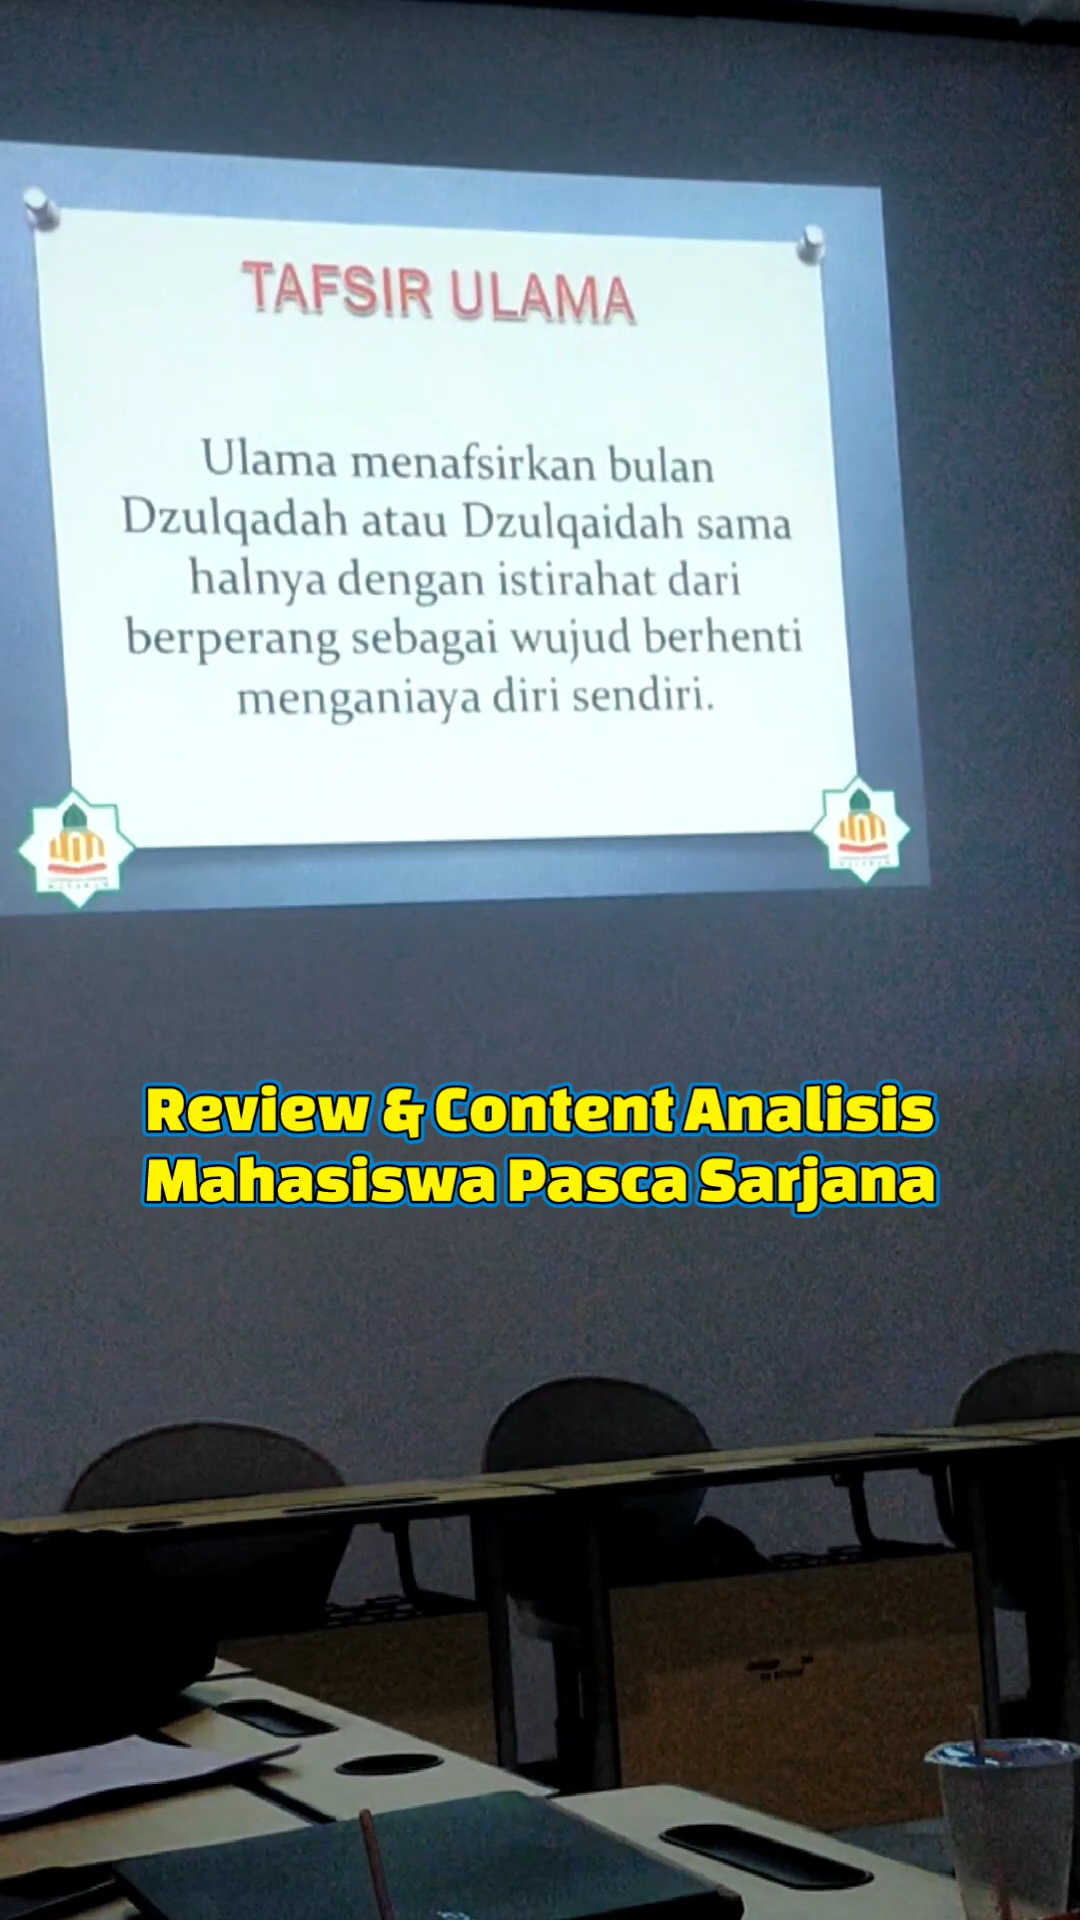 TAFSIR ULAMA
Ulama menafsirkan bulan
Dzulqadah atau Dzulqaidah sama
halnya dengan istirahat dari
berperang sebagai wujud berhenti
menganiaya diri sendiri.
Review & Content Analisis
Mahasiswa Pasca Sarjana